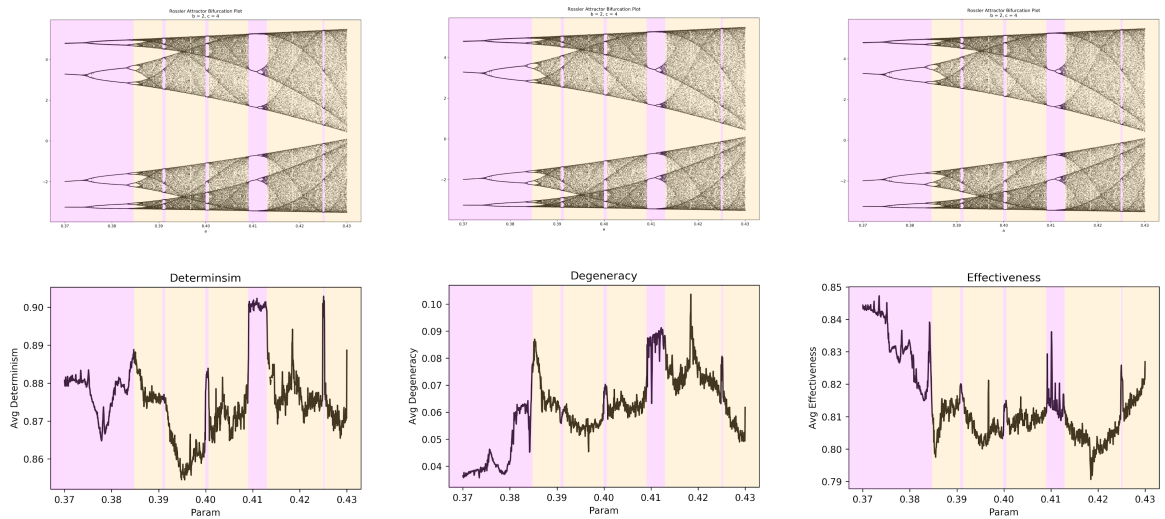 Rossler Attractor Bifurcation Plot
b = 2, c = 4
4
2
0
−2
0.37 0.38 0.39 0.40 0.41 0.42 0.43
a
Rossler Attractor Bifurcation Plot
b = 2, c = 4
4
2
0
−2
0.37 0.38 0.39 0.40 0.41 0.42 0.43
a
Rossler Attractor Bifurcation Plot
b = 2, c = 4
4
2
0
−2
0.37 0.38 0.39 0.40 0.41 0.42 0.43
a
Determinsim
Avg Determinism
0.90
0.89
0.88
0.87
0.86
0.37 0.38 0.39 0.40 0.41 0.42 0.43
Param
Degeneracy
Avg Degeneracy
0.10
0.09
0.08
0.07
0.06
0.05
0.04
0.37 0.38 0.39 0.40 0.41 0.42 0.43
Param
Effectiveness
Avg Effectiveness
0.85
0.84
0.83
0.82
0.81
0.80
0.79
0.37 0.38 0.39 0.40 0.41 0.42 0.43
Param